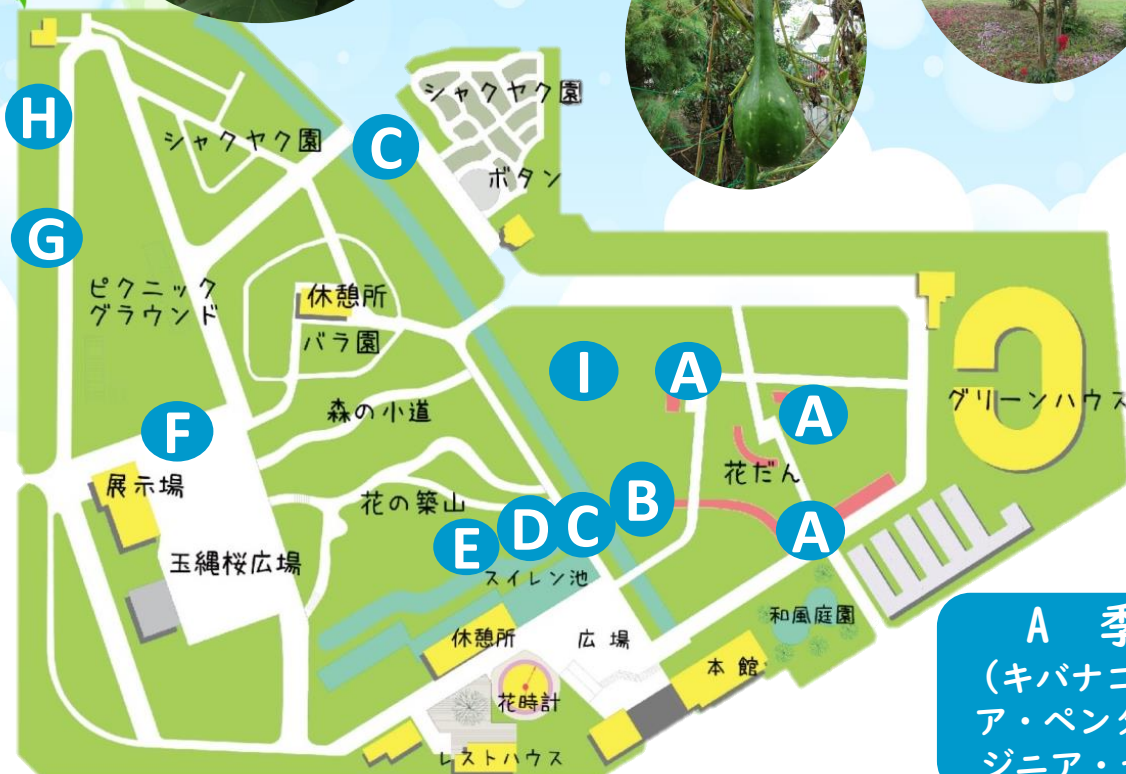 シャクヤク園
H
シャクヤク園
C
ボタン
G
ピクニック
グラウンド
休憩所
バラ園
I
A
A
グリーンハウス
森の小道
F
花だん
展示場
花の築山
B
D
C
E
A
スイレン池
玉縄桜広場
和風庭園
休憩所
広場
本館
花時計
レストハウス
A 季
(キバナコ
ア・ペンタ
ジニア・